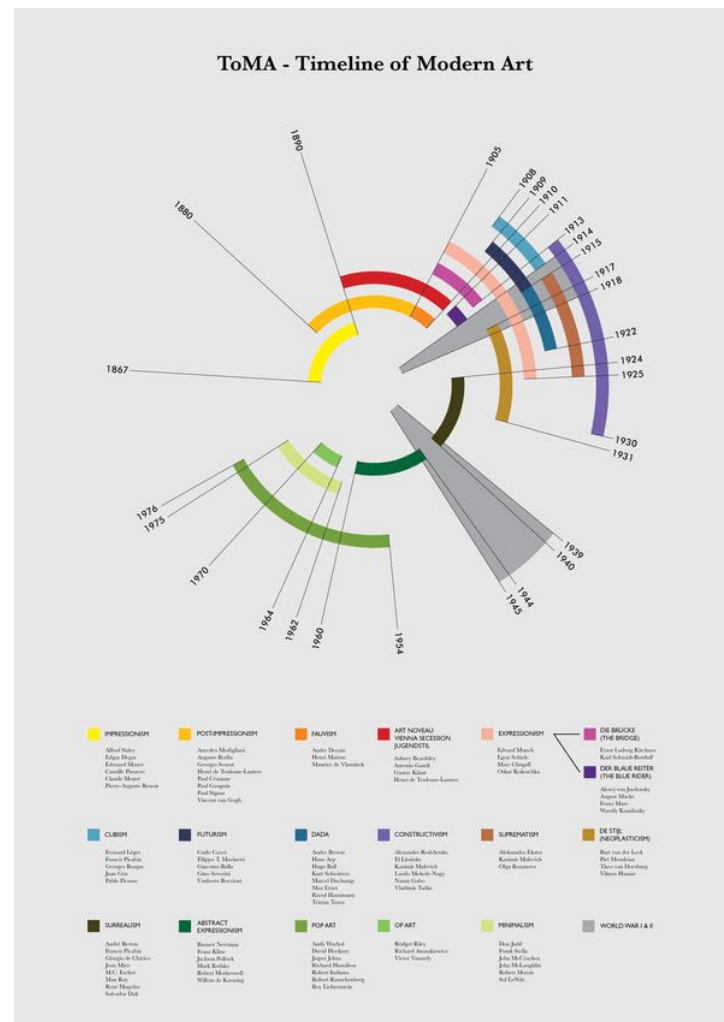 ToMA - Timeline of Modern Art
1890
1905
1908
1909
1910
1911
1880
1913
1914
1915
1917
1918
1922
1867
1924
1925
1930
1931
1976
1975
1939
1940
1970
1944
1945
1964
1962
1960
1954
IMPRESSIONISM
Alfred Sisley
Edgar Degas
Edouard Manet
Camille Pissarro
Claude Monet
Pierre-Auguste Renoir
POST-IMPRESSIONISM
Amedeo Modigliani
Auguste Rodin
Georges Seurat
Henri de Toulouse-Lautrec
Paul Cézanne
Paul Gauguin
Paul Signac
Vincent van Gogh
FAUVISM
Andre Derain
Henri Matisse
Maurice de Vlaminck
ART NOVEAU
VIENNA SECESSION
JUGENDSTIL
Aubrey Beardsley
Antonio Gaudi
Gustav Klimt
Henri de Toulouse-Lautrec
EXPRESSIONISM
Edvard Munch
Egon Schiele
Marc Chagall
Oskar Kokoschka
DIE BRÜCKE
(THE BRIDGE)
Ernst Ludwig Kirchner
Karl Schmidt-Rottluff
DER BLAUE REITER
(THE BLUE RIDER)
Alexej von Jawlensky
August Macke
Franz Marc
Wassily Kandinsky
CUBISM
Fernand Léger
Francis Picabia
Georges Braque
Juan Gris
Pablo Picasso
FUTURISM
Carlo Carrà
Filippo T. Marinetti
Giacomo Balla
Gino Severini
Umberto Boccioni
DADA
Andre Breton
Hans Arp
Hugo Ball
Kurt Schwitters
Marcel Duchamp
Max Ernst
Raoul Hausmann
Tristan Tzara
CONSTRUCTIVISM
Alexander Rodchenko
El Lissitzky
Kasimir Malevich
Laszlo Moholy-Nagy
Naum Gabo
Vladimir Tatlin
SUPREMATISM
Aleksandra Ekster
Kasimir Malevich
Olga Rozanova
DE STIJL
(NEOPLASTICISM)
Bart van der Leck
Piet Mondrian
Theo van Doesburg
Vilmos Huszár
SURREALISM
André Breton
Francis Picabia
Giorgio de Chirico
Joan Miró
M.C. Escher
Man Ray
René Magritte
Salvador Dalí
ABSTRACT
EXPRESSIONISM
Barnett Newman
Franz Kline
Jackson Pollock
Mark Rothko
Robert Motherwell
Willem de Kooning
POP ART
Andy Warhol
David Hockney
Jasper Johns
Richard Hamilton
Robert Indiana
Robert Rauschenberg
Roy Lichtenstein
OP ART
Bridget Riley
Richard Anuszkiewicz
Victor Vasarely
MINIMALISM
Don Judd
Frank Stella
John McCracken
John McLaughlin
Robert Morris
Sol LeWitt
WORLD WAR I & II